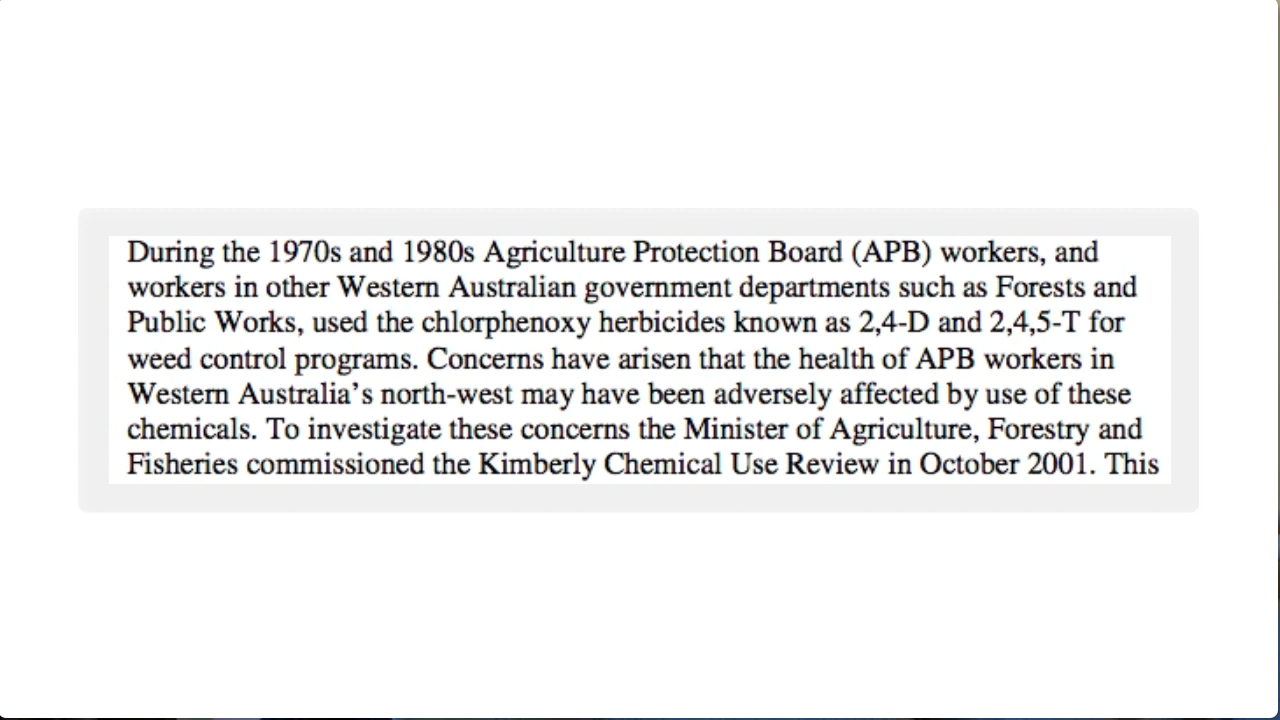 During the 1970s and 1980s Agriculture Protection Board (APB) workers, and
workers in other Western Australian government departments such as Forests and
Public Works, used the chlorphenoxy herbicides known as 2,4-D and 2,4,5-T for
weed control programs. Concerns have arisen that the health of APB workers in
Western Australia’s north-west may have been adversely affected by use of these
chemicals. To investigate these concerns the Minister of Agriculture, Forestry and
Fisheries commissioned the Kimberly Chemical Use Review in October 2001. This